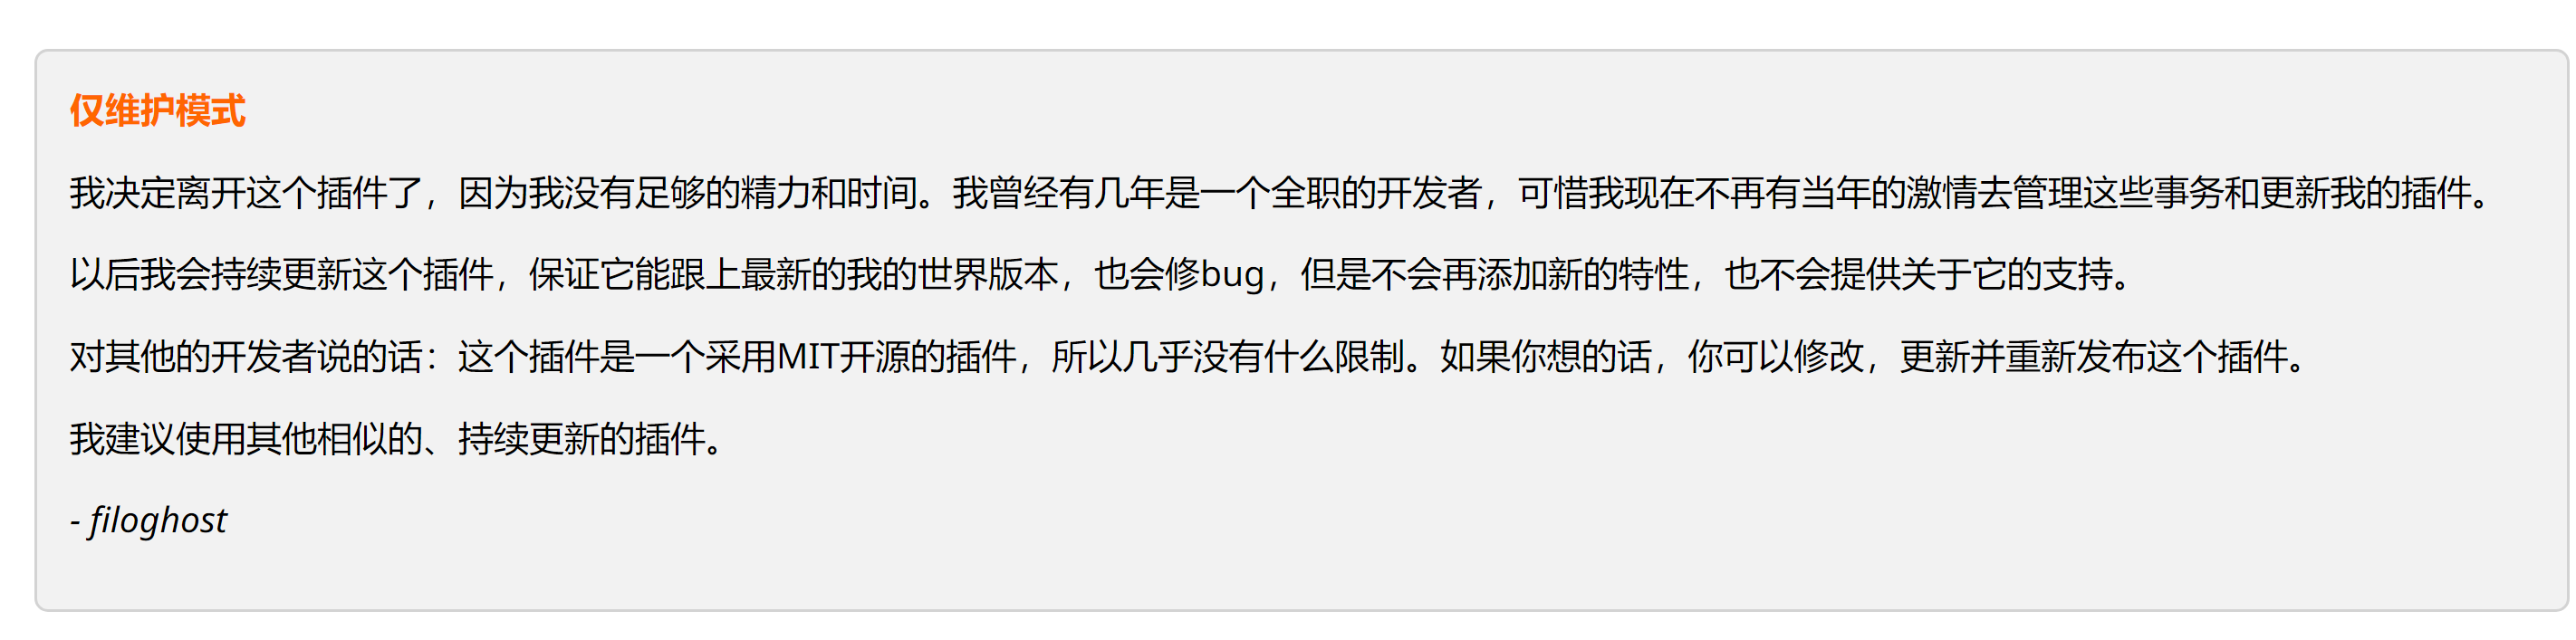 仅维护模式
我决定离开这个插件了，因为我没有足够的精力和时间。我曾经有几年是一个全职的开发者，可惜我现在不再有当年的激情去管理这些事务和更新我的插件。
以后我会持续更新这个插件，保证它能跟上最新的我的世界版本，也会修bug，但是不会再添加新的特性，也不会提供关于它的支持。
对其他的开发者说的话：这个插件是一个采用MIT开源的插件，所以几乎没有什么限制。如果你想的话，你可以修改，更新并重新发布这个插件。
我建议使用其他相似的、持续更新的插件。
- filoghost